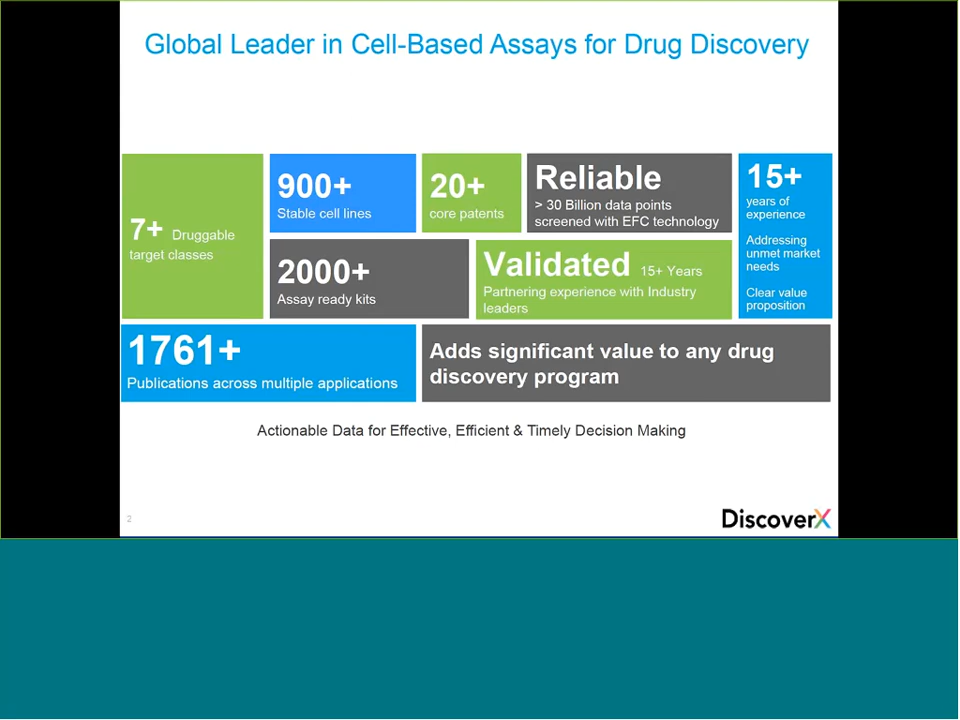 Global Leader in Cell-Based Assays for Drug Discovery
7+ Druggable
target classes
900+
Stable cell lines
20+
core patents
Reliable
> 30 Billion data points
screened with EFC technology
15+
years of
experience
Addressing
unmet market
needs
Clear value
proposition
2000+
Assay ready kits
Validated 15+ Years
Partnering experience with Industry
leaders
1761+
Publications across multiple applications
Adds significant value to any drug
discovery program
Actionable Data for Effective, Efficient & Timely Decision Making
2
DiscoverX